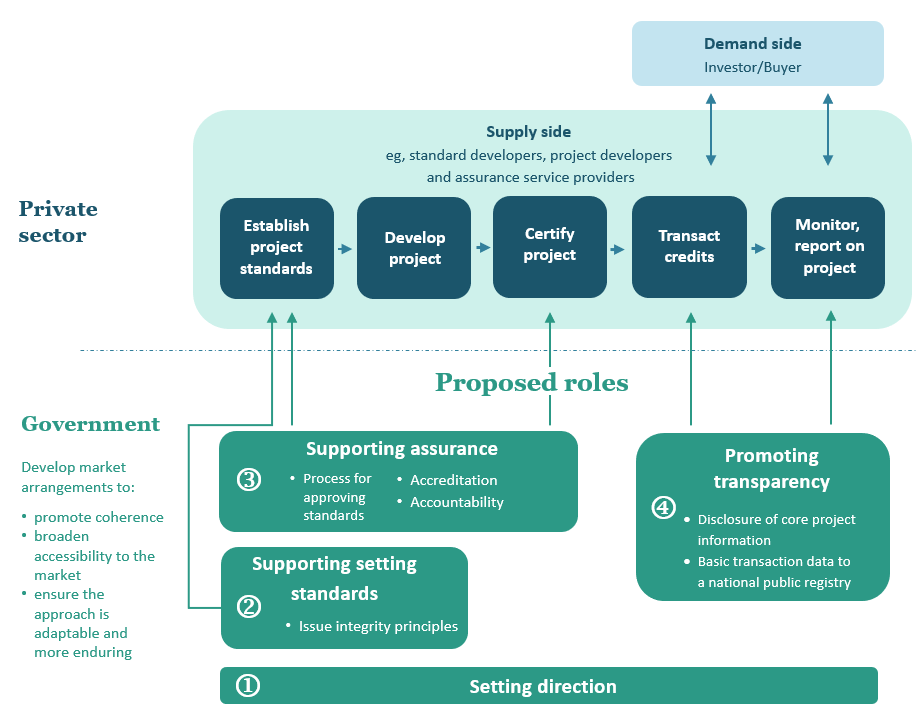 Demand side
Investor/Buyer
Supply side
eg, standard developers, project developers
and assurance service providers
Private
sector
Establish
project
standards
Develop
project
Certify
project
Transact
credits
Monitor,
report on
project
Proposed roles
Government
Develop market
arrangements to:
• promote coherence
• broaden
accessibility to the
market
• ensure the
approach is
adaptable and
more enduring
③
Supporting assurance
• Process for
approving
standards
• Accreditation
• Accountability
④
Promoting
transparency
• Disclosure of core project
information
• Basic transaction data to
a national public registry
②
Supporting setting
standards
• Issue integrity principles
① Setting direction